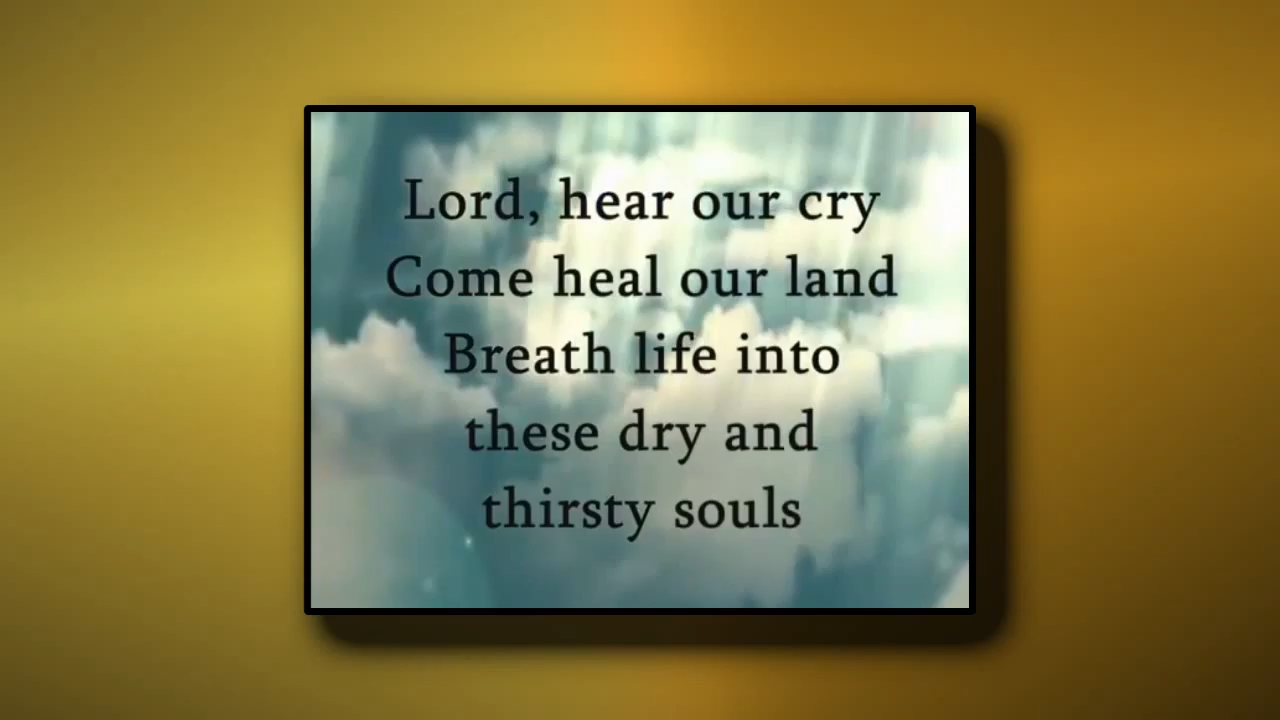 Lord, hear our cry
Come heal our land
Breath life into
these dry and
thirsty souls